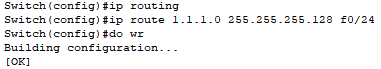 Switch(config)#ip routing
Switch(config)#ip route 1.1.1.0 255.255.255.128 f0/24
Switch(config)#do wr
Building configuration...
[OK]